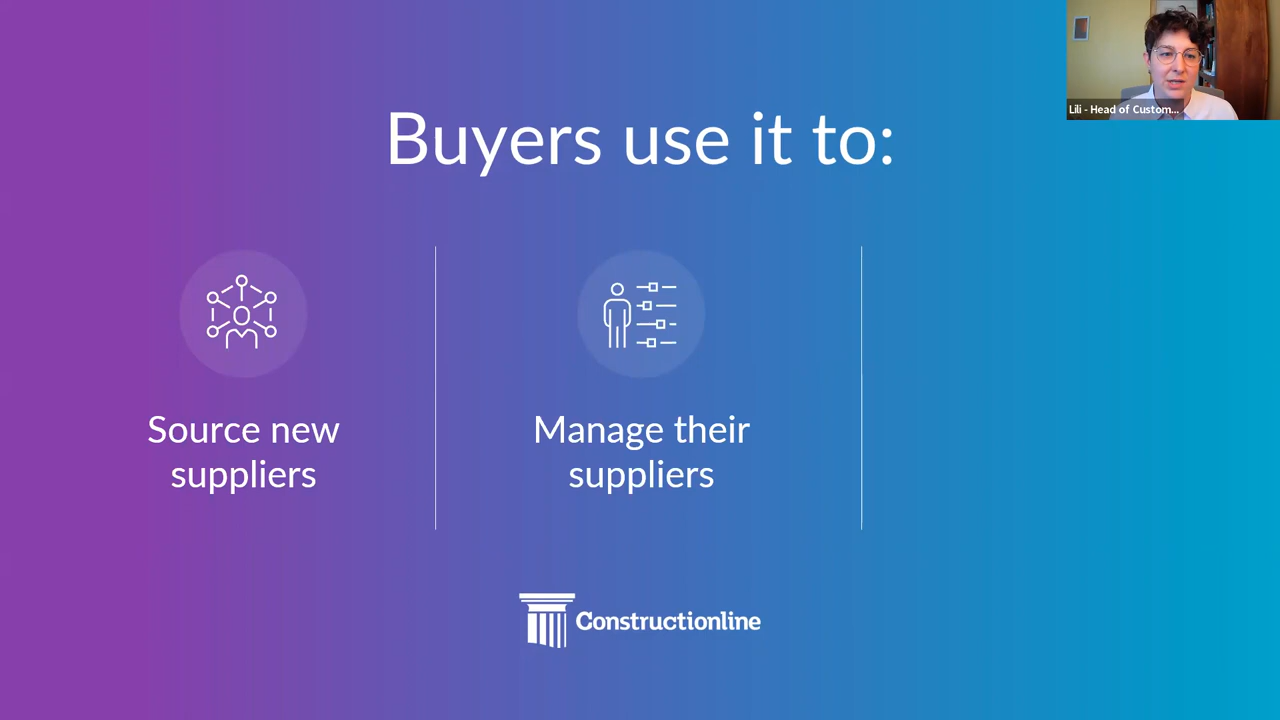 Lili - Head of Custom...
Buyers use it to:
Source new
suppliers
Manage their
suppliers
Constructionline